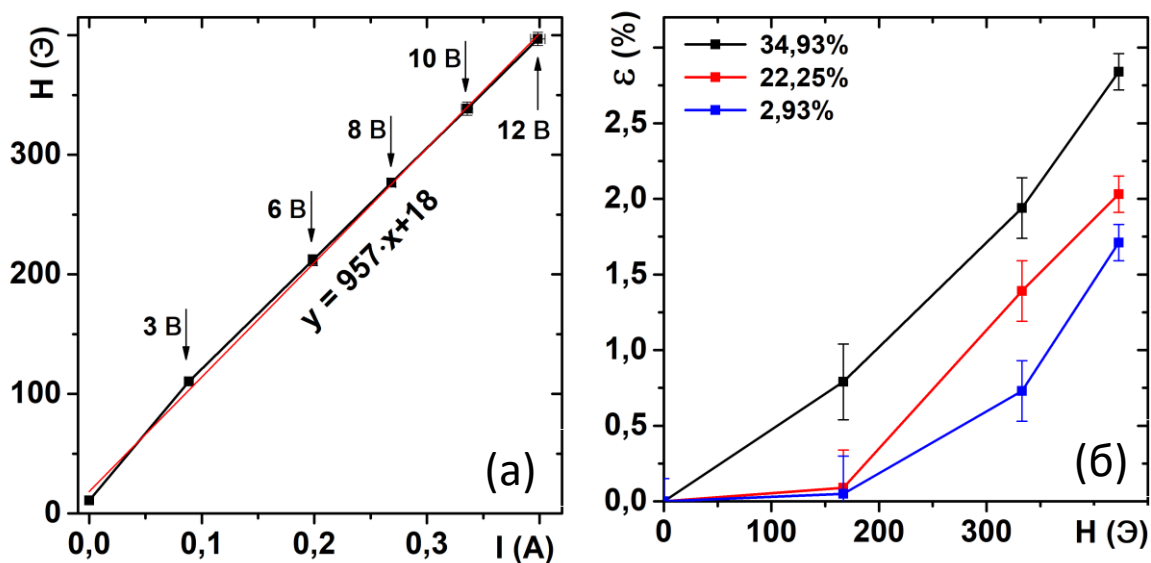 H (Э)
300
200
100
0
0,0
0,1
0,2
0,3
I (A)
3 В
6 В
8 В
10 В
12 В
y = 957·x+18
(а)
ε (%)
2,5
2,0
1,5
1,0
0,5
0,0
0
100
200
300
H (Э)
34,93%
22,25%
2,93%
(б)